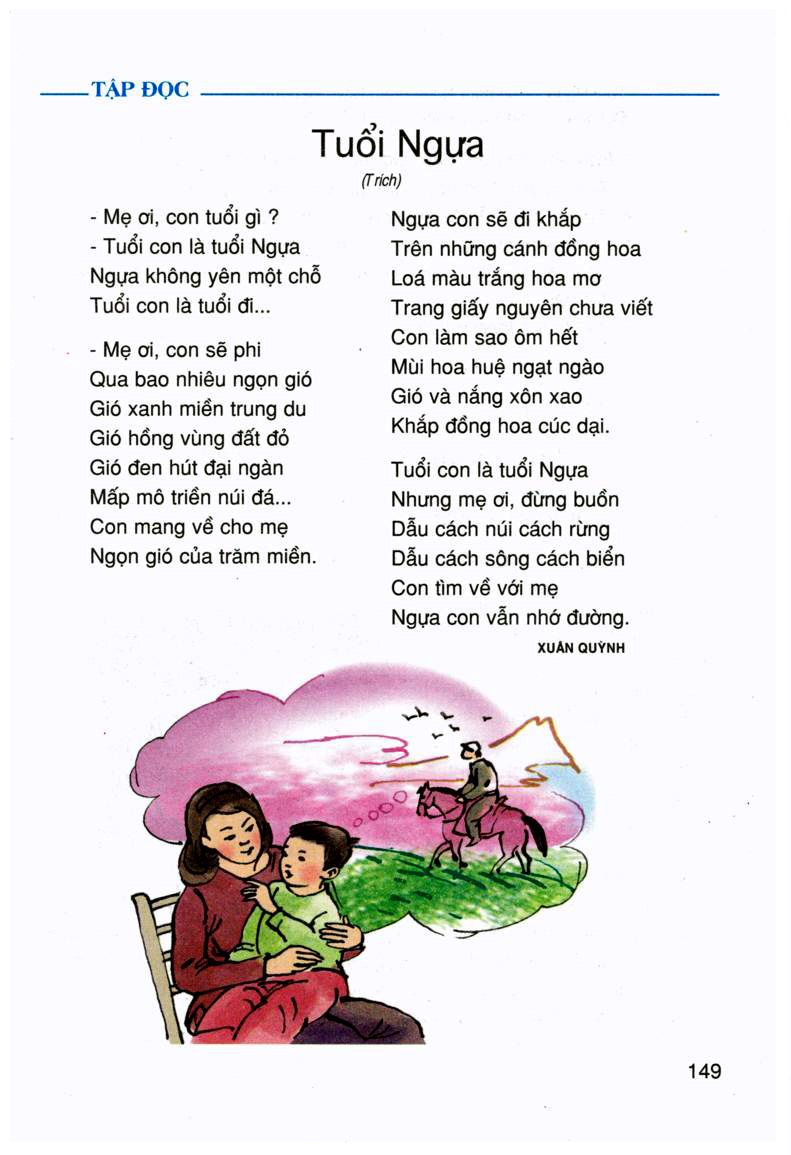 TẬP ĐỌC
Tuổi Ngựa
(Trích)
- Mẹ ơi, con tuổi gì ?
- Tuổi con là tuổi Ngựa
Ngựa không yên một chỗ
Tuổi con là tuổi đi...
- Mẹ ơi, con sẽ phi
Qua bao nhiêu ngọn gió
Gió xanh miền trung du
Gió hồng vùng đất đỏ
Gió đen hút đại ngàn
Mấp mô triền núi đá...
Con mang về cho mẹ
Ngọn gió của trăm miền.
Ngựa con sẽ đi khắp
Trên những cánh đồng hoa
Loá màu trắng hoa mơ
Trang giấy nguyên chưa viết
Con làm sao ôm hết
Mùi hoa huệ ngạt ngào
Gió và nắng xôn xao
Khắp đồng hoa cúc dại.
Tuổi con là tuổi Ngựa
Nhưng mẹ ơi, đừng buồn
Dẫu cách núi cách rừng
Dẫu cách sông cách biển
Con tìm về với mẹ
Ngựa con vẫn nhớ đường.
XUÂN QUỲNH
149